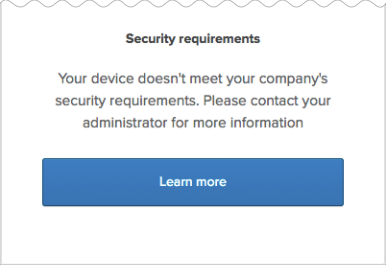 Security requirements
Your device doesn't meet your company's
security requirements. Please contact your
administrator for more information
Learn more